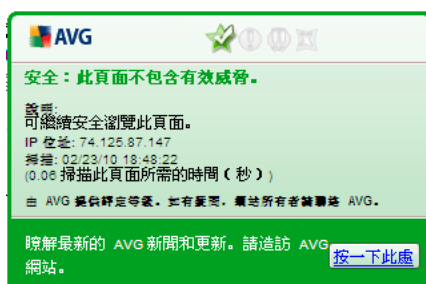 AVG
安全：此頁面不包含有效威脅。
說明:
可繼續安全瀏覽此頁面。
IP 位址: 74.125.87.147
掃描: 02/23/10 18:48:22
(0.06 掃描此頁面所需的時間（秒）)
由 AVG 提供評定等級。如有疑問，網站所有者請聯絡 AVG。
瞭解最新的 AVG 新聞和更新。請造訪 AVG
網站。
按一下此處